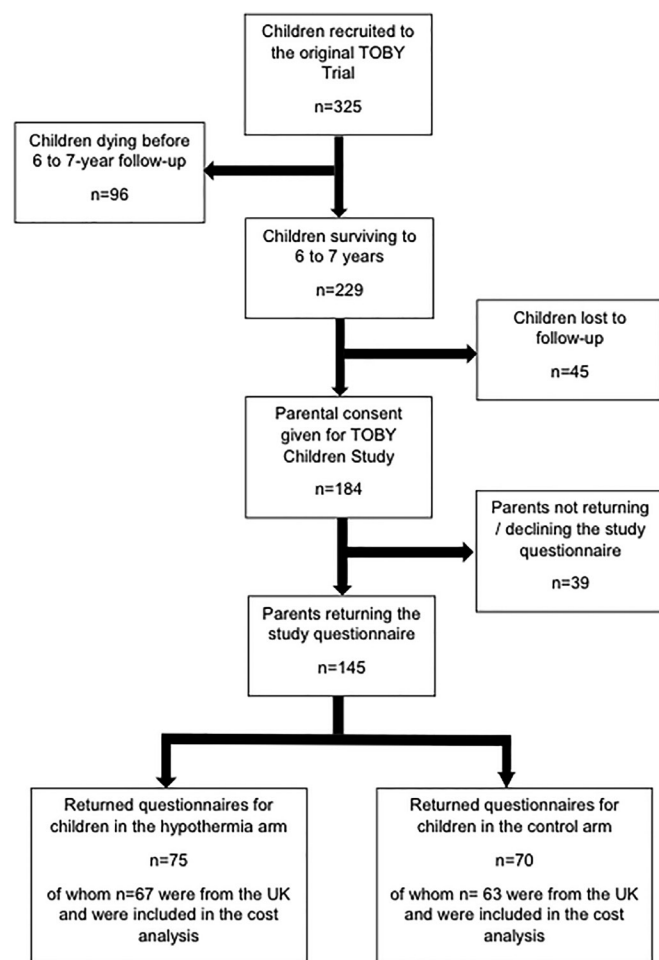 Children recruited to
the original TOBY
Trial
n=325
Children dying before
6 to 7-year follow-up
n=96
Children surviving to
6 to 7 years
n=229
Children lost to
follow-up
n=45
Parental consent
given for TOBY
Children Study
n=184
Parents not returning
/ declining the study
questionnaire
n=39
Parents returning the
study questionnaire
n=145
Returned questionnaires for
children in the hypothermia arm
n=75
of whom n=67 were from the UK
and were included in the cost
analysis
Returned questionnaires for
children in the control arm
n=70
of whom n= 63 were from the UK
and were included in the cost
analysis